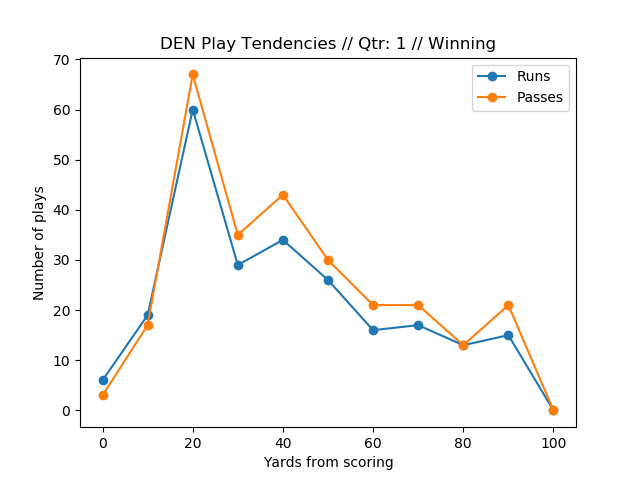 DEN Play Tendencies // Qtr: 1 // Winning
Runs
Passes
Number of plays
70
60
50
40
30
20
10
0
0 20 40 60 80 100
Yards from scoring